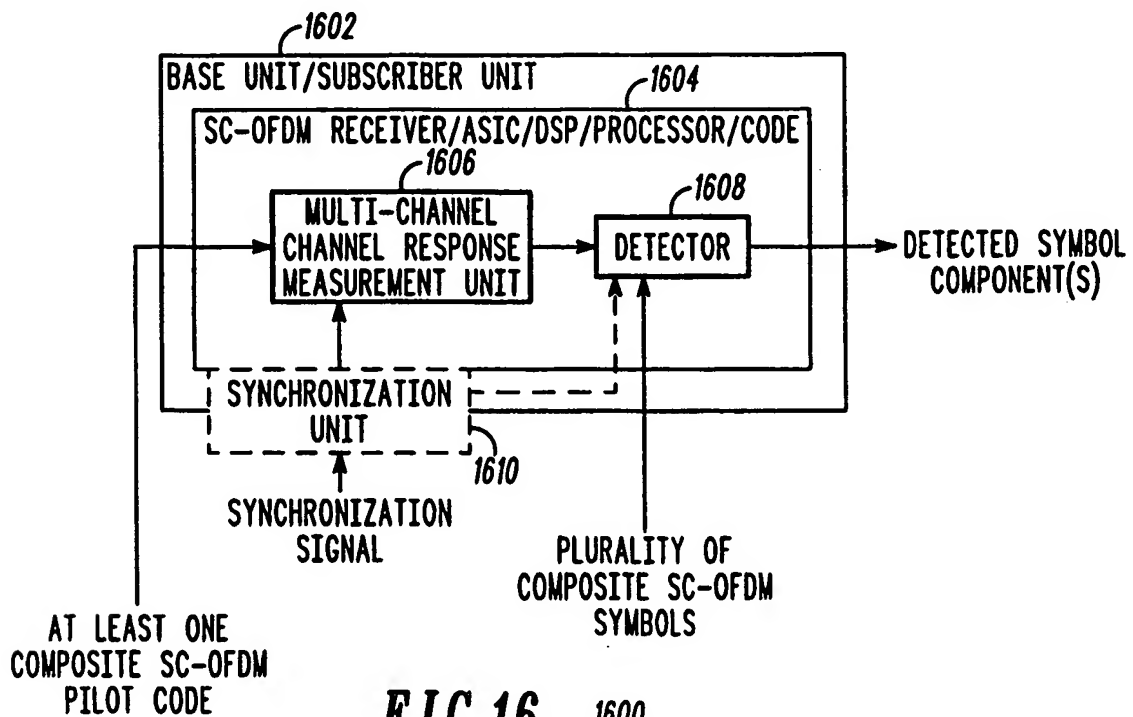 1602
BASE UNIT/SUBSCRIBER UNIT
1604
SC-OFDM RECEIVER/ASIC/DSP/PROCESSOR/CODE
1606
MULTI-CHANNEL
CHANNEL RESPONSE
MEASUREMENT UNIT
1608
DETECTOR
DETECTED SYMBOL
COMPONENT(S)
SYNCHRONIZATION
UNIT
1610
SYNCHRONIZATION
SIGNAL
PLURALITY OF
COMPOSITE SC-OFDM
SYMBOLS
AT LEAST ONE
COMPOSITE SC-OFDM
PILOT CODE
FIG.16
1600